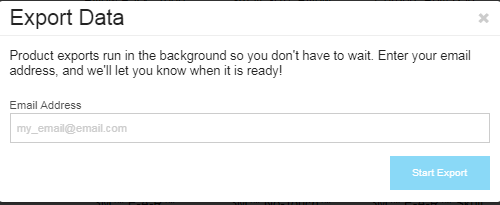 Export Data
×
Product exports run in the background so you don't have to wait. Enter your email
address, and we'll let you know when it is ready!
Email Address
my_email@email.com
Start Export